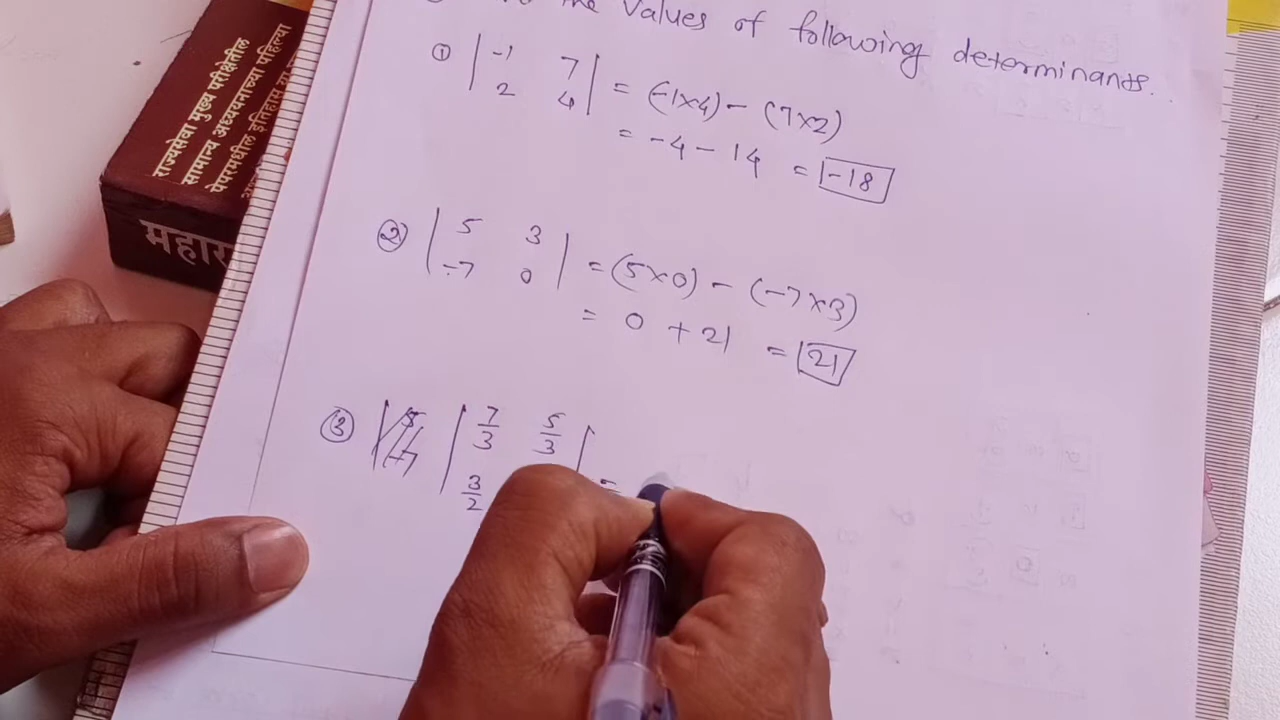 the values of following determinants.
① | -1 7 | = (-1×4) - (7×2)
| 2 4 | = -4 - 14 = -18
② | 5 3 | = (5×0) - (-7×3)
| -7 0 | = 0 + 21 = 21
③ | 7/3 5/3 | =
| 3/2
राज्यसेवा मुख्य परीक्षेतील
सामान्य अध्ययनाच्या पहिल्या
पेपरमधील इतिहास
महारा